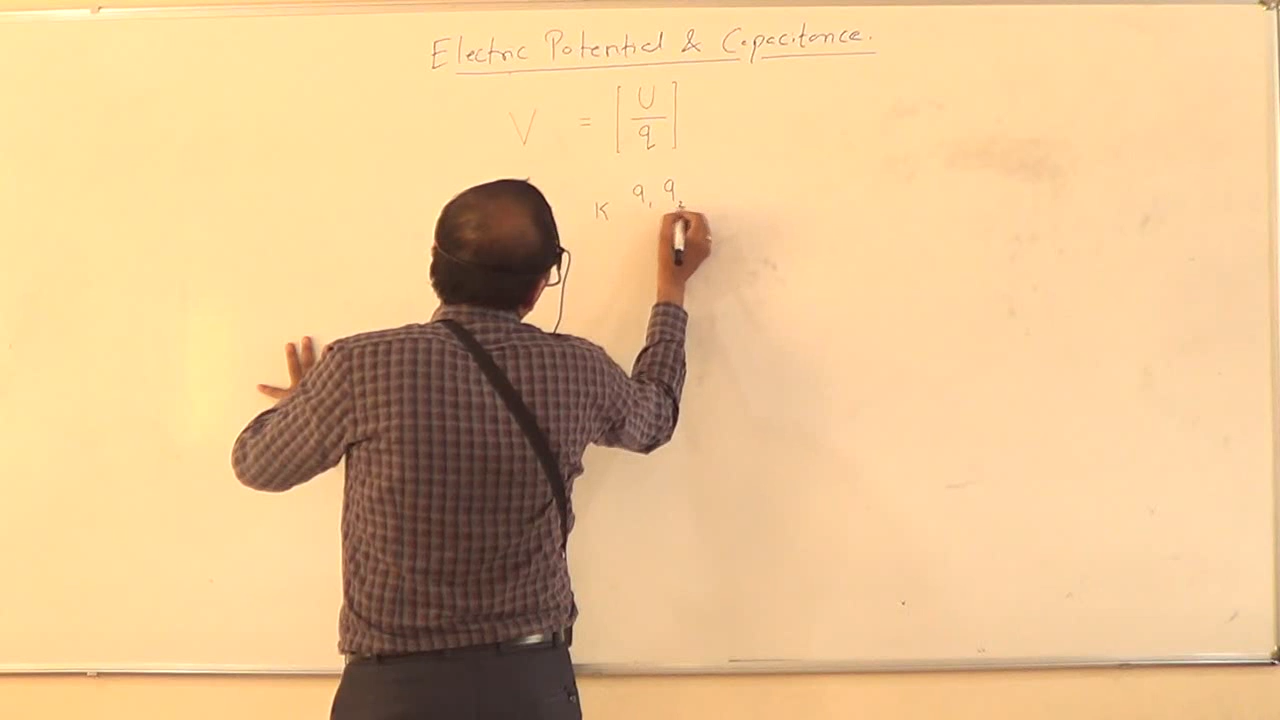 Electric Potential & Capacitance.
V = [U/q]
K q₁ q₂